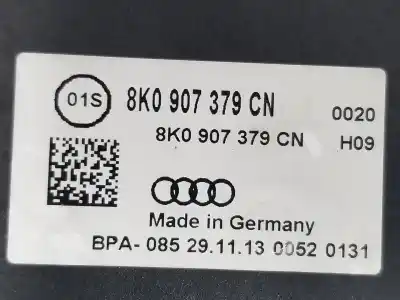 01S 8K0 907 379 CN 0020
8K0 907 379 CN H09
Made in Germany
BPA- 085 29.11.13 0052 0131